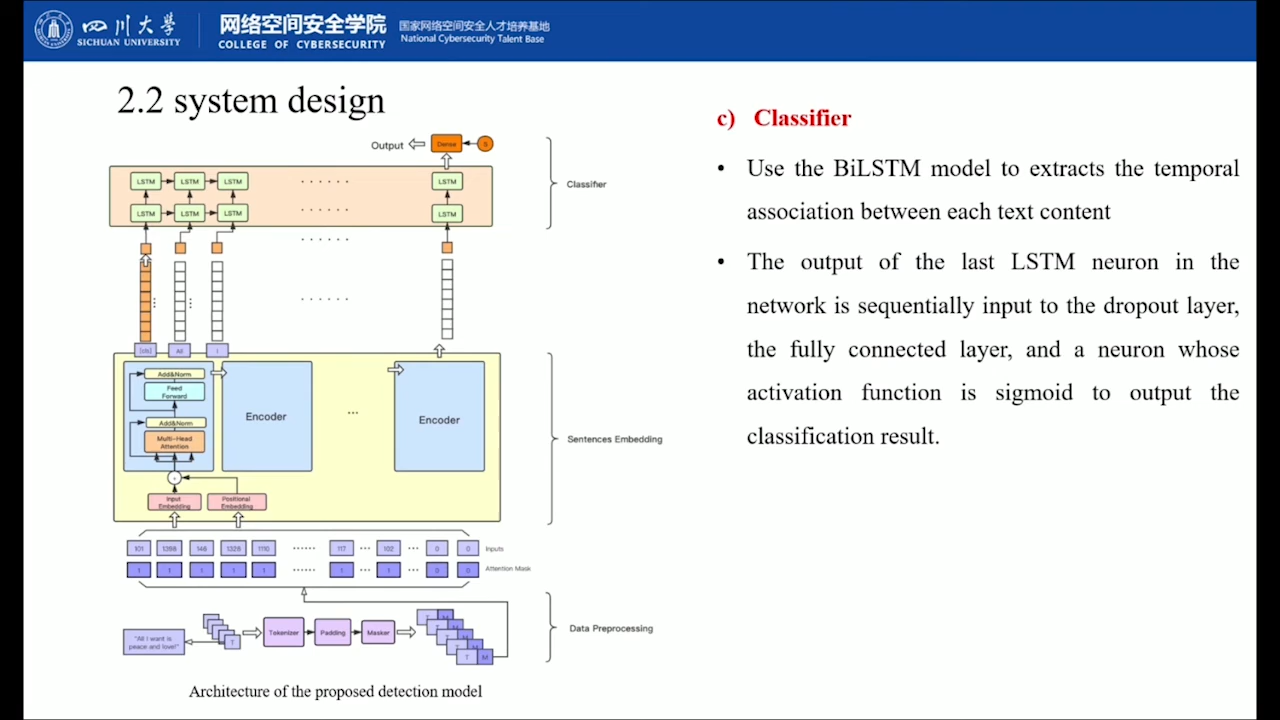 四川大学
SICHUAN UNIVERSITY
网络空间安全学院
COLLEGE OF CYBERSECURITY
国家网络空间安全人才培养基地
National Cybersecurity Talent Base
2.2 system design
Output
Dense
S
LSTM LSTM LSTM · · · · · · LSTM
LSTM LSTM LSTM · · · · · · LSTM
Classifier
[cls] All I
Add&Norm
Feed
Forward
Add&Norm
Multi-Head
Attention
Encoder
...
Encoder
Sentences Embedding
Input
Embedding
Positional
Embedding
101 1398 146 1328 1110 ······ 117 ··· 102 ··· 0 0 Inputs
1 1 1 1 1 ······ 1 ··· 1 ··· 0 0 Attention Mask
"All I want is
peace and love!"
T
Tokenizer
Padding
Masker
T M
T M
T M
T M
T M
Data Preprocessing
Architecture of the proposed detection model
c) Classifier
• Use the BiLSTM model to extracts the temporal
association between each text content
• The output of the last LSTM neuron in the
network is sequentially input to the dropout layer,
the fully connected layer, and a neuron whose
activation function is sigmoid to output the
classification result.